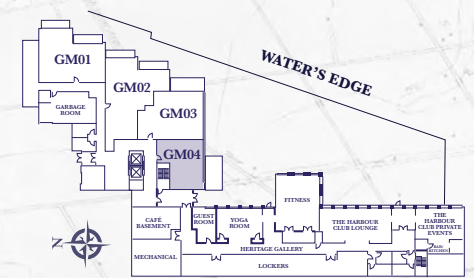 GM01
WATER'S EDGE
GM02
GARBAGE
ROOM
GM03
GM04
FITNESS
CAFÉ
BASEMENT
GUEST
ROOM
YOGA
ROOM
THE HARBOUR
CLUB LOUNGE
THE
HARBOUR
CLUB PRIVATE
EVENTS
HERITAGE GALLERY
MECHANICAL
LOCKERS
N